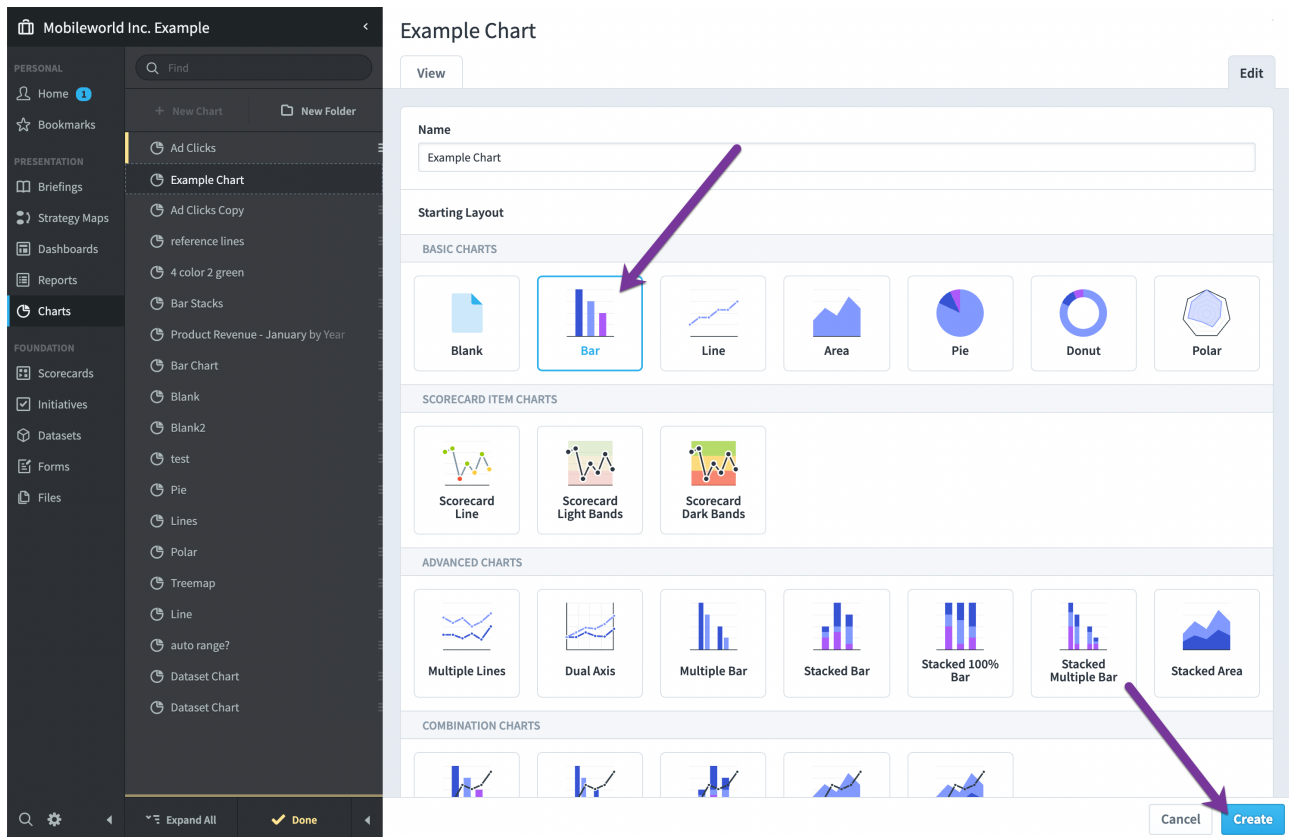 Mobileworld Inc. Example
PERSONAL
Home 1
Bookmarks
PRESENTATION
Briefings
Strategy Maps
Dashboards
Reports
Charts
FOUNDATION
Scorecards
Initiatives
Datasets
Forms
Files
Find
+ New Chart
New Folder
Ad Clicks
Example Chart
Ad Clicks Copy
reference lines
4 color 2 green
Bar Stacks
Product Revenue - January by Year
Bar Chart
Blank
Blank2
test
Pie
Lines
Polar
Treemap
Line
auto range?
Dataset Chart
Dataset Chart
Expand All
Done
Example Chart
View
Edit
Name
Example Chart
Starting Layout
BASIC CHARTS
Blank
Bar
Line
Area
Pie
Donut
Polar
SCORECARD ITEM CHARTS
Scorecard
Line
Scorecard
Light Bands
Scorecard
Dark Bands
ADVANCED CHARTS
Multiple Lines
Dual Axis
Multiple Bar
Stacked Bar
Stacked 100%
Bar
Stacked
Multiple Bar
Stacked Area
COMBINATION CHARTS
Cancel
Create